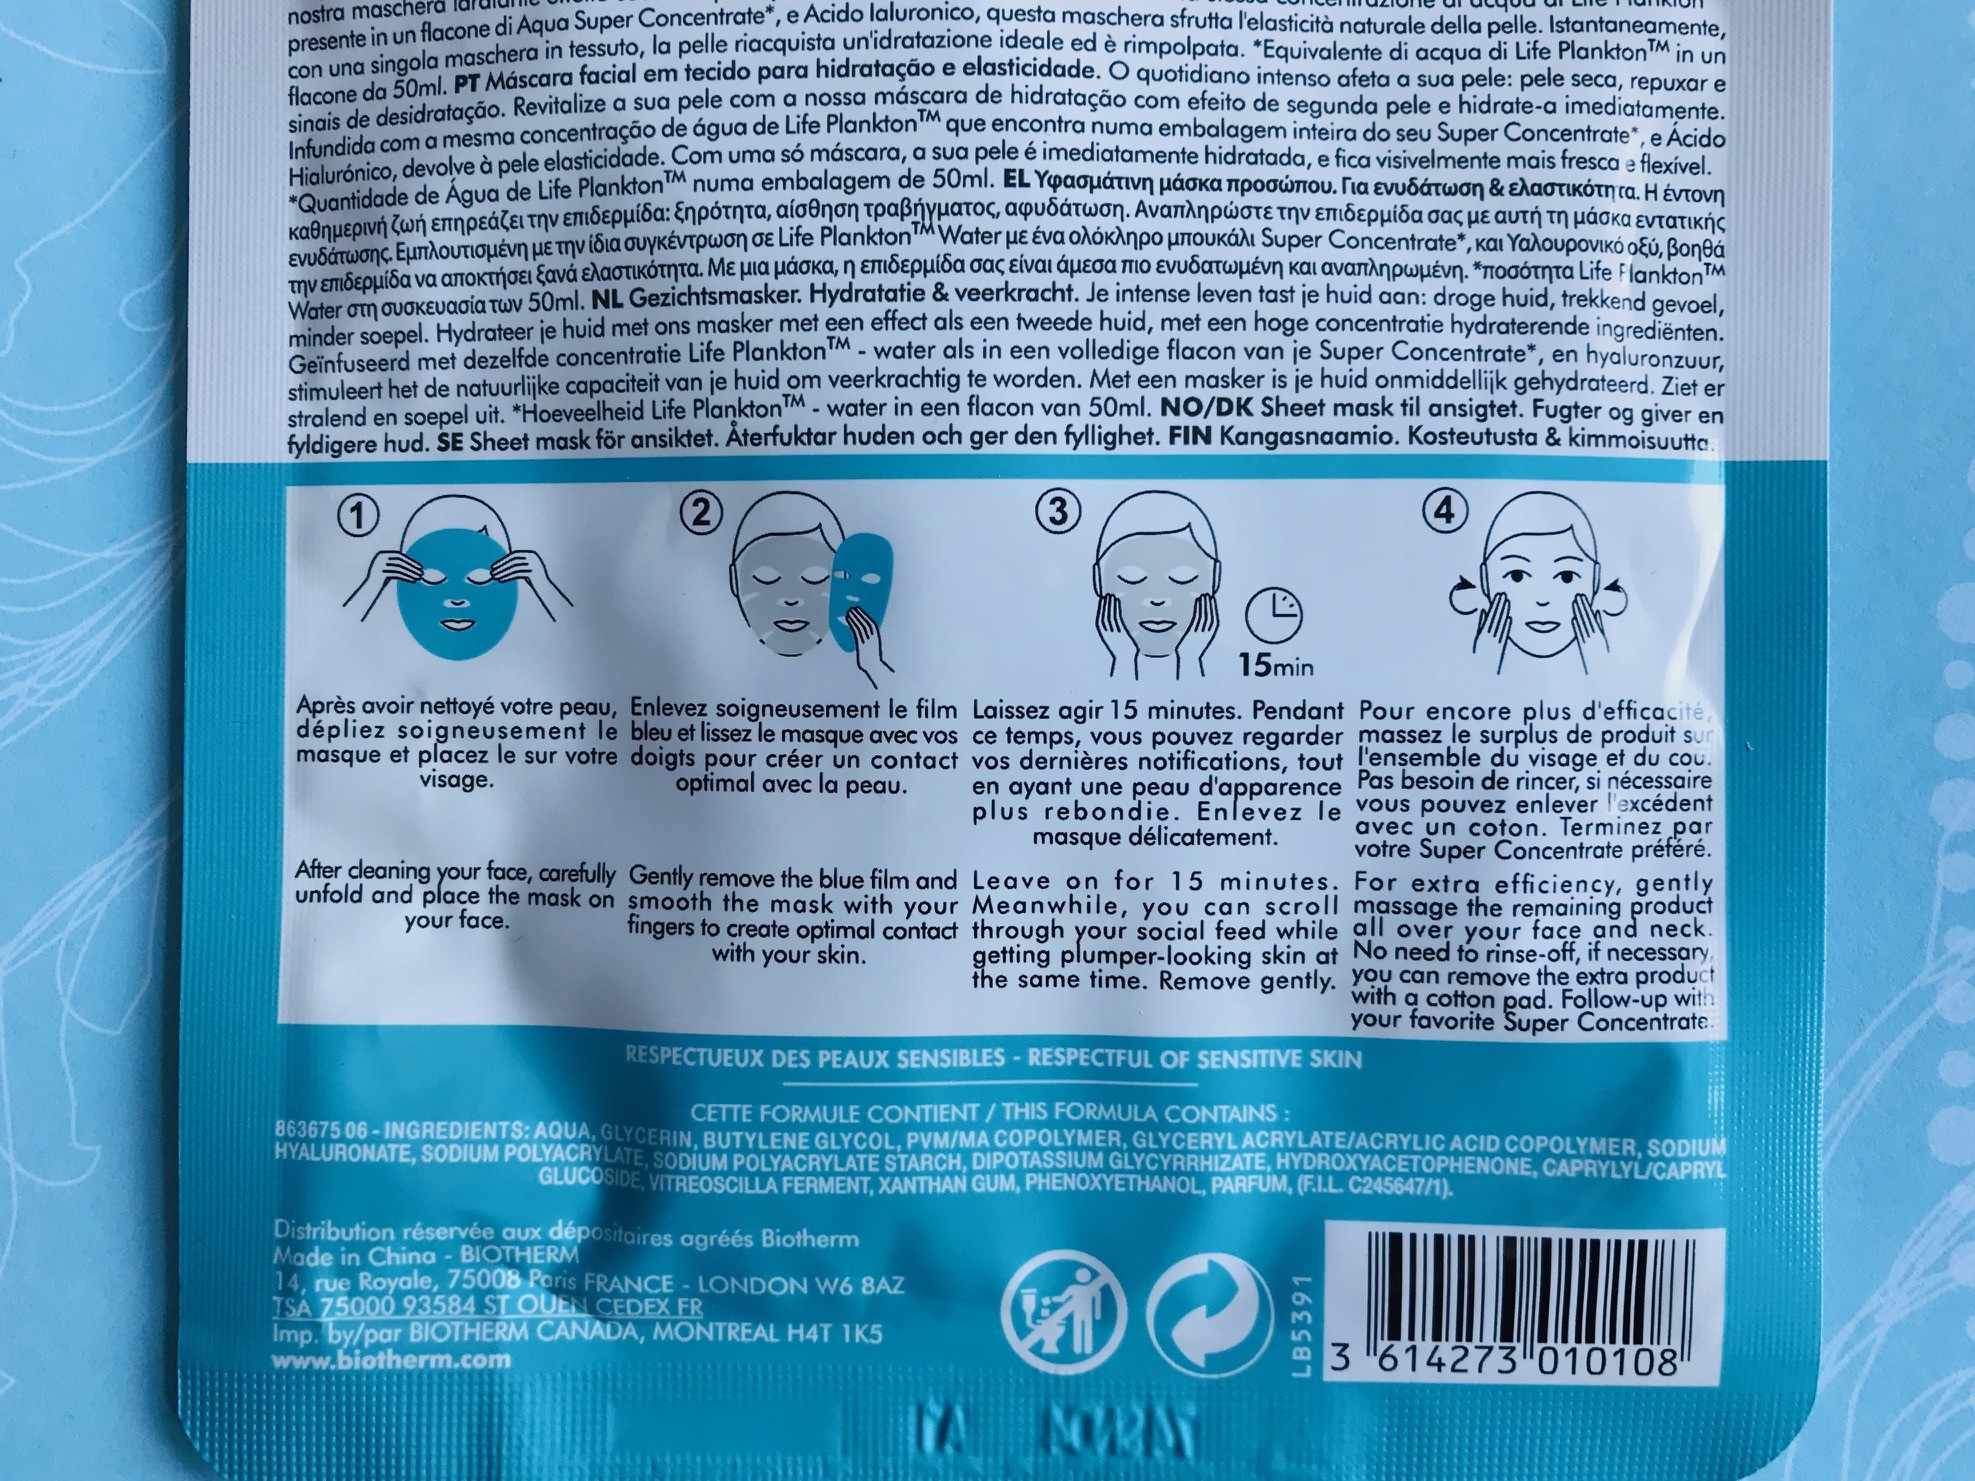 nostra maschera
presente in un flacone di Aqua Super Concentrate*, e Acido Ialuronico, questa maschera sfrutta l'elasticità naturale della pelle. Istantaneamente,
con una singola maschera in tessuto, la pelle riacquista un'idratazione ideale ed è rimpolpata. *Equivalente di acqua di Life Plankton™ in un
flacone da 50ml. PT Máscara facial em tecido para hidratação e elasticidade. O quotidiano intenso afeta a sua pele: pele seca, repuxar e
sinais de desidratação. Revitalize a sua pele com a nossa máscara de hidratação com efeito de segunda pele e hidrate-a imediatamente.
Infundida com a mesma concentração de água de Life Plankton™ que encontra numa embalagem inteira do seu Super Concentrate*, e Ácido
Hialurónico, devolve à pele elasticidade. Com uma só máscara, a sua pele é imediatamente hidratada, e fica visivelmente mais fresca e flexível.
*Quantidade de Água de Life Plankton™ numa embalagem de 50ml. EL Υφασμάτινη μάσκα προσώπου. Για ενυδάτωση & ελαστικότητα. Η έντονη
καθημερινή ζωή επηρεάζει την επιδερμίδα: ξηρότητα, αίσθηση τραβήγματος, αφυδάτωση. Αναπληρώστε την επιδερμίδα σας με αυτή τη μάσκα εντατικής
ενυδάτωσης. Εμπλουτισμένη με την ίδια συγκέντρωση σε Life Plankton™ Water με ένα ολόκληρο μπουκάλι Super Concentrate*, και Υαλουρονικό οξύ, βοηθά
την επιδερμίδα να αποκτήσει ξανά ελαστικότητα. Με μια μάσκα, η επιδερμίδα σας είναι άμεσα πιο ενυδατωμένη και αναπληρωμένη. *ποσότητα Life Plankton™
Water στη συσκευασία των 50ml. NL Gezichtsmasker. Hydratatie & veerkracht. Je intense leven tast je huid aan: droge huid, trekkend gevoel,
minder soepel. Hydrateer je huid met ons masker met een effect als een tweede huid, met een hoge concentratie hydraterende ingrediënten.
Geïnfuseerd met dezelfde concentratie Life Plankton™ - water als in een volledige flacon van je Super Concentrate*, en hyaluronzuur,
stimuleert het de natuurlijke capaciteit van je huid om veerkrachtig te worden. Met een masker is je huid onmiddellijk gehydrateerd. Ziet er
stralend en soepel uit. *Hoeveelheid Life Plankton™ - water in een flacon van 50ml. NO/DK Sheet mask til ansigtet. Fugter og giver en
fyldigere hud. SE Sheet mask för ansiktet. Återfuktar huden och ger den fyllighet. FIN Kangasnaamio. Kosteutusta & kimmoisuutta.
1
2
3
15min
4
Après avoir nettoyé votre peau,
dépliez soigneusement le
masque et placez le sur votre
visage.
Enlevez soigneusement le film
bleu et lissez le masque avec vos
doigts pour créer un contact
optimal avec la peau.
Laissez agir 15 minutes. Pendant
ce temps, vous pouvez regarder
vos dernières notifications, tout
en ayant une peau d'apparence
plus rebondie. Enlevez le
masque délicatement.
Pour encore plus d'efficacité,
massez le surplus de produit sur
l'ensemble du visage et du cou.
Pas besoin de rincer, si nécessaire
vous pouvez enlever l'excédent
avec un coton. Terminez par
votre Super Concentrate préféré.
After cleaning your face, carefully
unfold and place the mask on
your face.
Gently remove the blue film and
smooth the mask with your
fingers to create optimal contact
with your skin.
Leave on for 15 minutes.
Meanwhile, you can scroll
through your social feed while
getting plumper-looking skin at
the same time. Remove gently.
For extra efficiency, gently
massage the remaining product
all over your face and neck.
No need to rinse-off, if necessary,
you can remove the extra product
with a cotton pad. Follow-up with
your favorite Super Concentrate.
RESPECTUEUX DES PEAUX SENSIBLES - RESPECTFUL OF SENSITIVE SKIN
CETTE FORMULE CONTIENT / THIS FORMULA CONTAINS :
863675 06 - INGREDIENTS: AQUA, GLYCERIN, BUTYLENE GLYCOL, PVM/MA COPOLYMER, GLYCERYL ACRYLATE/ACRYLIC ACID COPOLYMER, SODIUM
HYALURONATE, SODIUM POLYACRYLATE, SODIUM POLYACRYLATE STARCH, DIPOTASSIUM GLYCYRRHIZATE, HYDROXYACETOPHENONE, CAPRYLYL/CAPRYL
GLUCOSIDE, VITREOSCILLA FERMENT, XANTHAN GUM, PHENOXYETHANOL, PARFUM, (F.I.L. C245647/1).
Distribution réservée aux dépositaires agréés Biotherm
Made in China - BIOTHERM
14, rue Royale, 75008 Paris FRANCE - LONDON W6 8AZ
TSA 75000 93584 ST OUEN CEDEX FR
Imp. by/par BIOTHERM CANADA, MONTREAL H4T 1K5
www.biotherm.com
LB5391
3 614273 010108